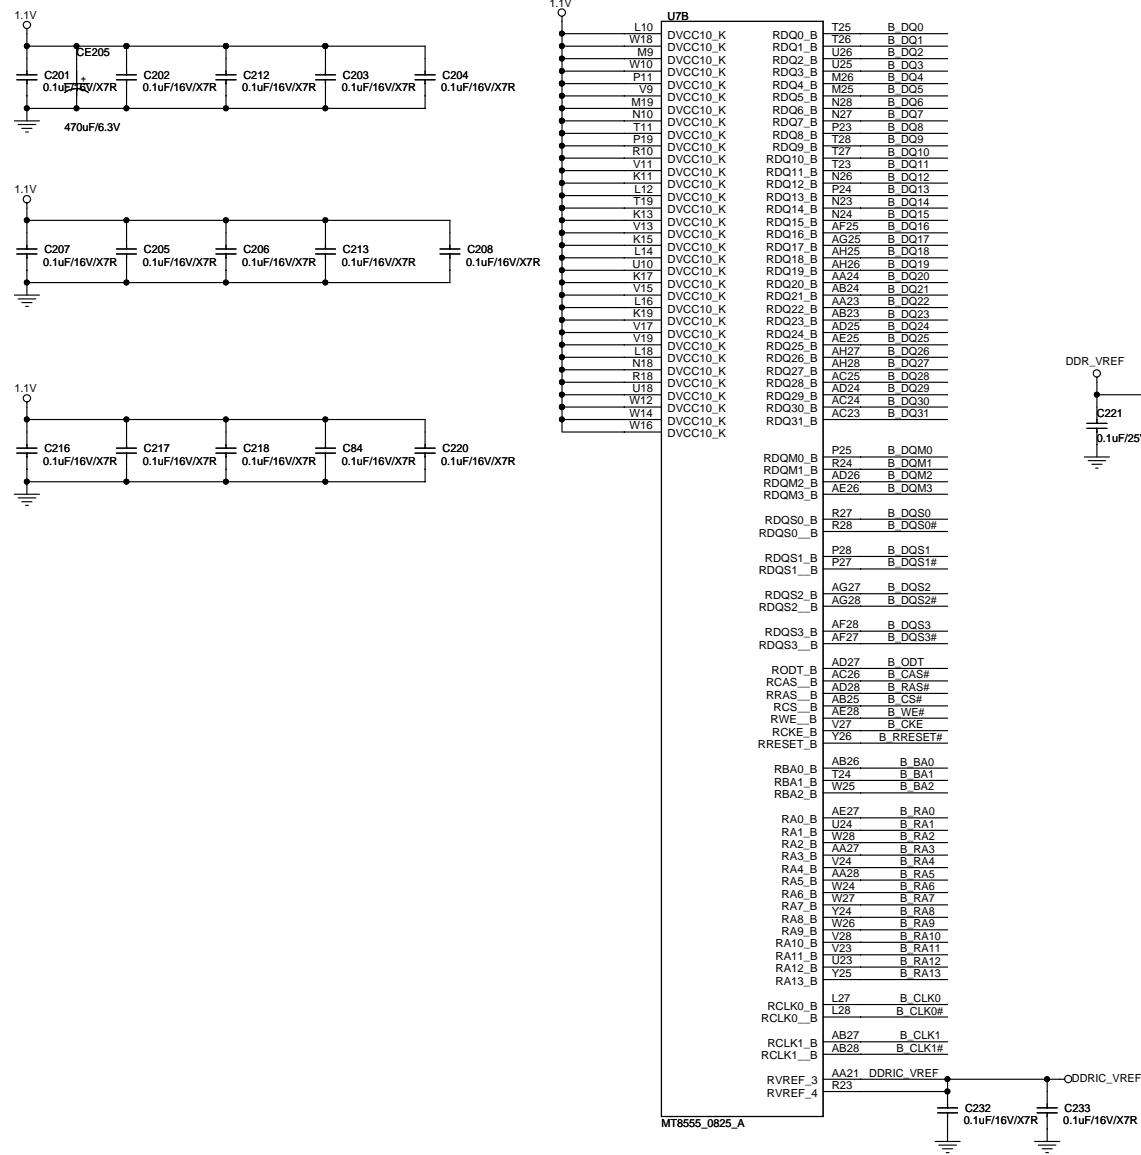 1.1V
CE205
C201
0.1uF/16V/X7R
C202
0.1uF/16V/X7R
C212
0.1uF/16V/X7R
C203
0.1uF/16V/X7R
C204
0.1uF/16V/X7R
+
470uF/6.3V
1.1V
C207
0.1uF/16V/X7R
C205
0.1uF/16V/X7R
C206
0.1uF/16V/X7R
C213
0.1uF/16V/X7R
C208
0.1uF/16V/X7R
1.1V
C216
0.1uF/16V/X7R
C217
0.1uF/16V/X7R
C218
0.1uF/16V/X7R
C84
0.1uF/16V/X7R
C220
0.1uF/16V/X7R
1.1V
U7B
L10 DVCC10_K RDQ0_B T25 B_DQ0
W18 DVCC10_K RDQ1_B T26 B_DQ1
M9 DVCC10_K RDQ2_B U26 B_DQ2
W10 DVCC10_K RDQ3_B U25 B_DQ3
P11 DVCC10_K RDQ4_B M26 B_DQ4
V9 DVCC10_K RDQ5_B M25 B_DQ5
M19 DVCC10_K RDQ6_B N28 B_DQ6
N10 DVCC10_K RDQ7_B N27 B_DQ7
T11 DVCC10_K RDQ8_B P23 B_DQ8
P19 DVCC10_K RDQ9_B T28 B_DQ9
R10 DVCC10_K RDQ10_B T27 B_DQ10
V11 DVCC10_K RDQ11_B T23 B_DQ11
K11 DVCC10_K RDQ12_B N26 B_DQ12
L12 DVCC10_K RDQ13_B P24 B_DQ13
T19 DVCC10_K RDQ14_B N23 B_DQ14
K13 DVCC10_K RDQ15_B N24 B_DQ15
V13 DVCC10_K RDQ16_B AF25 B_DQ16
K15 DVCC10_K RDQ17_B AG25 B_DQ17
L14 DVCC10_K RDQ18_B AH25 B_DQ18
U10 DVCC10_K RDQ19_B AH26 B_DQ19
K17 DVCC10_K RDQ20_B AA24 B_DQ20
V15 DVCC10_K RDQ21_B AB24 B_DQ21
L16 DVCC10_K RDQ22_B AA23 B_DQ22
K19 DVCC10_K RDQ23_B AB23 B_DQ23
V17 DVCC10_K RDQ24_B AD25 B_DQ24
V19 DVCC10_K RDQ25_B AE25 B_DQ25
L18 DVCC10_K RDQ26_B AH27 B_DQ26
N18 DVCC10_K RDQ27_B AH28 B_DQ27
R18 DVCC10_K RDQ28_B AC25 B_DQ28
U18 DVCC10_K RDQ29_B AD24 B_DQ29
W12 DVCC10_K RDQ30_B AC24 B_DQ30
W14 DVCC10_K RDQ31_B AC23 B_DQ31
W16 DVCC10_K
RDQM0_B P25 B_DQM0
RDQM1_B R24 B_DQM1
RDQM2_B AD26 B_DQM2
RDQM3_B AE26 B_DQM3
RDQS0_B R27 B_DQS0
RDQS0__B R28 B_DQS0#
RDQS1_B P28 B_DQS1
RDQS1__B P27 B_DQS1#
RDQS2_B AG27 B_DQS2
RDQS2__B AG28 B_DQS2#
RDQS3_B AF28 B_DQS3
RDQS3__B AF27 B_DQS3#
RODT_B AD27 B_ODT
RCAS__B AC26 B_CAS#
RRAS__B AD28 B_RAS#
RCS__B AB25 B_CS#
RWE__B AE28 B_WE#
RCKE_B V27 B_CKE
RRESET_B Y26 B_RRESET#
RBA0_B AB26 B_BA0
RBA1_B T24 B_BA1
RBA2_B W25 B_BA2
RA0_B AE27 B_RA0
RA1_B U24 B_RA1
RA2_B W28 B_RA2
RA3_B AA27 B_RA3
RA4_B V24 B_RA4
RA5_B AA28 B_RA5
RA6_B W24 B_RA6
RA7_B W27 B_RA7
RA8_B Y24 B_RA8
RA9_B W26 B_RA9
RA10_B V28 B_RA10
RA11_B V23 B_RA11
RA12_B U23 B_RA12
RA13_B Y25 B_RA13
RCLK0_B L27 B_CLK0
RCLK0__B L28 B_CLK0#
RCLK1_B AB27 B_CLK1
RCLK1__B AB28 B_CLK1#
RVREF_3 AA21 DDRIC_VREF
RVREF_4 R23
MT8555_0825_A
DDR_VREF
C221
0.1uF/25V
DDRIC_VREF
C232
0.1uF/16V/X7R
C233
0.1uF/16V/X7R